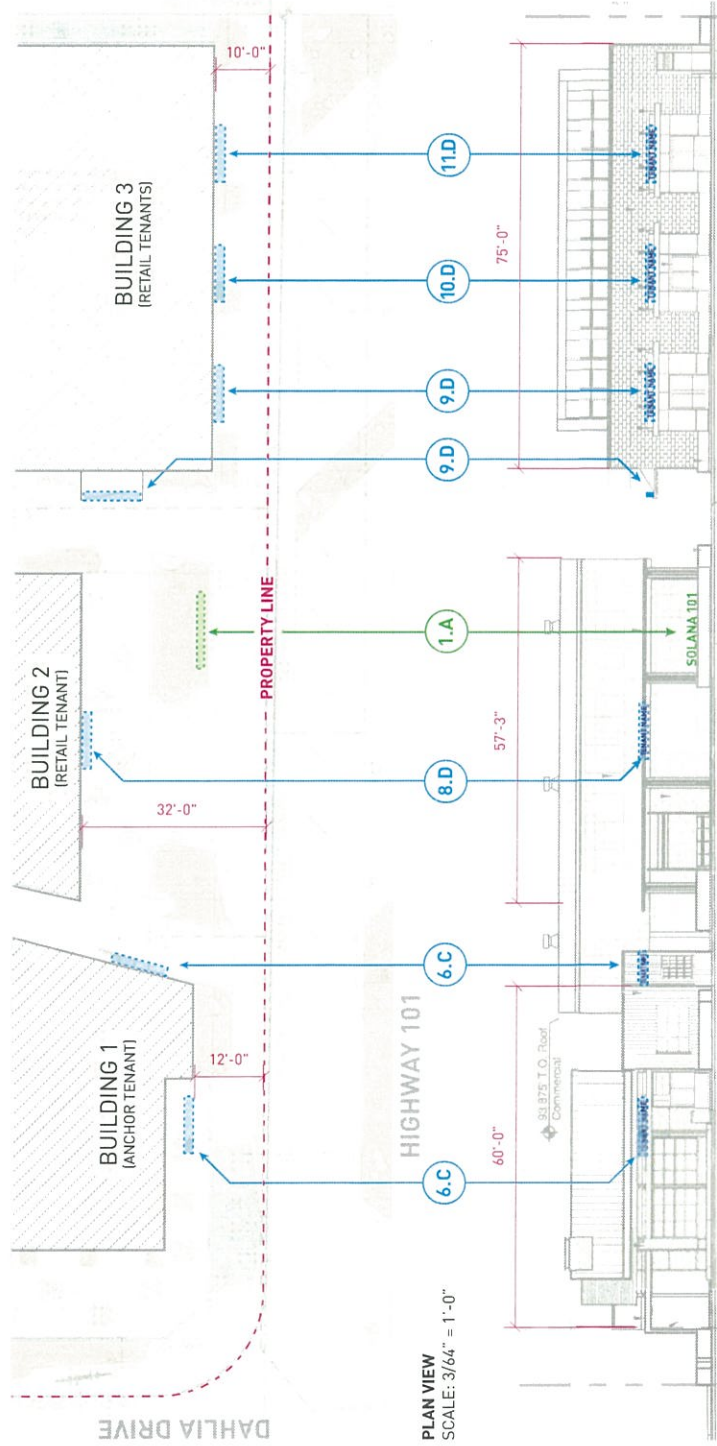 BUILDING 1
(ANCHOR TENANT)
BUILDING 2
(RETAIL TENANT)
BUILDING 3
(RETAIL TENANTS)
12'-0"
32'-0"
10'-0"
PROPERTY LINE
DAHLIA DRIVE
HIGHWAY 101
6.C
6.C
8.D
1.A
9.D
9.D
10.D
11.D
PLAN VIEW
SCALE: 3/64" = 1'-0"
93.875 T.O. Roof
Commercial
60'-0"
57'-3"
75'-0"
SOLANA 101